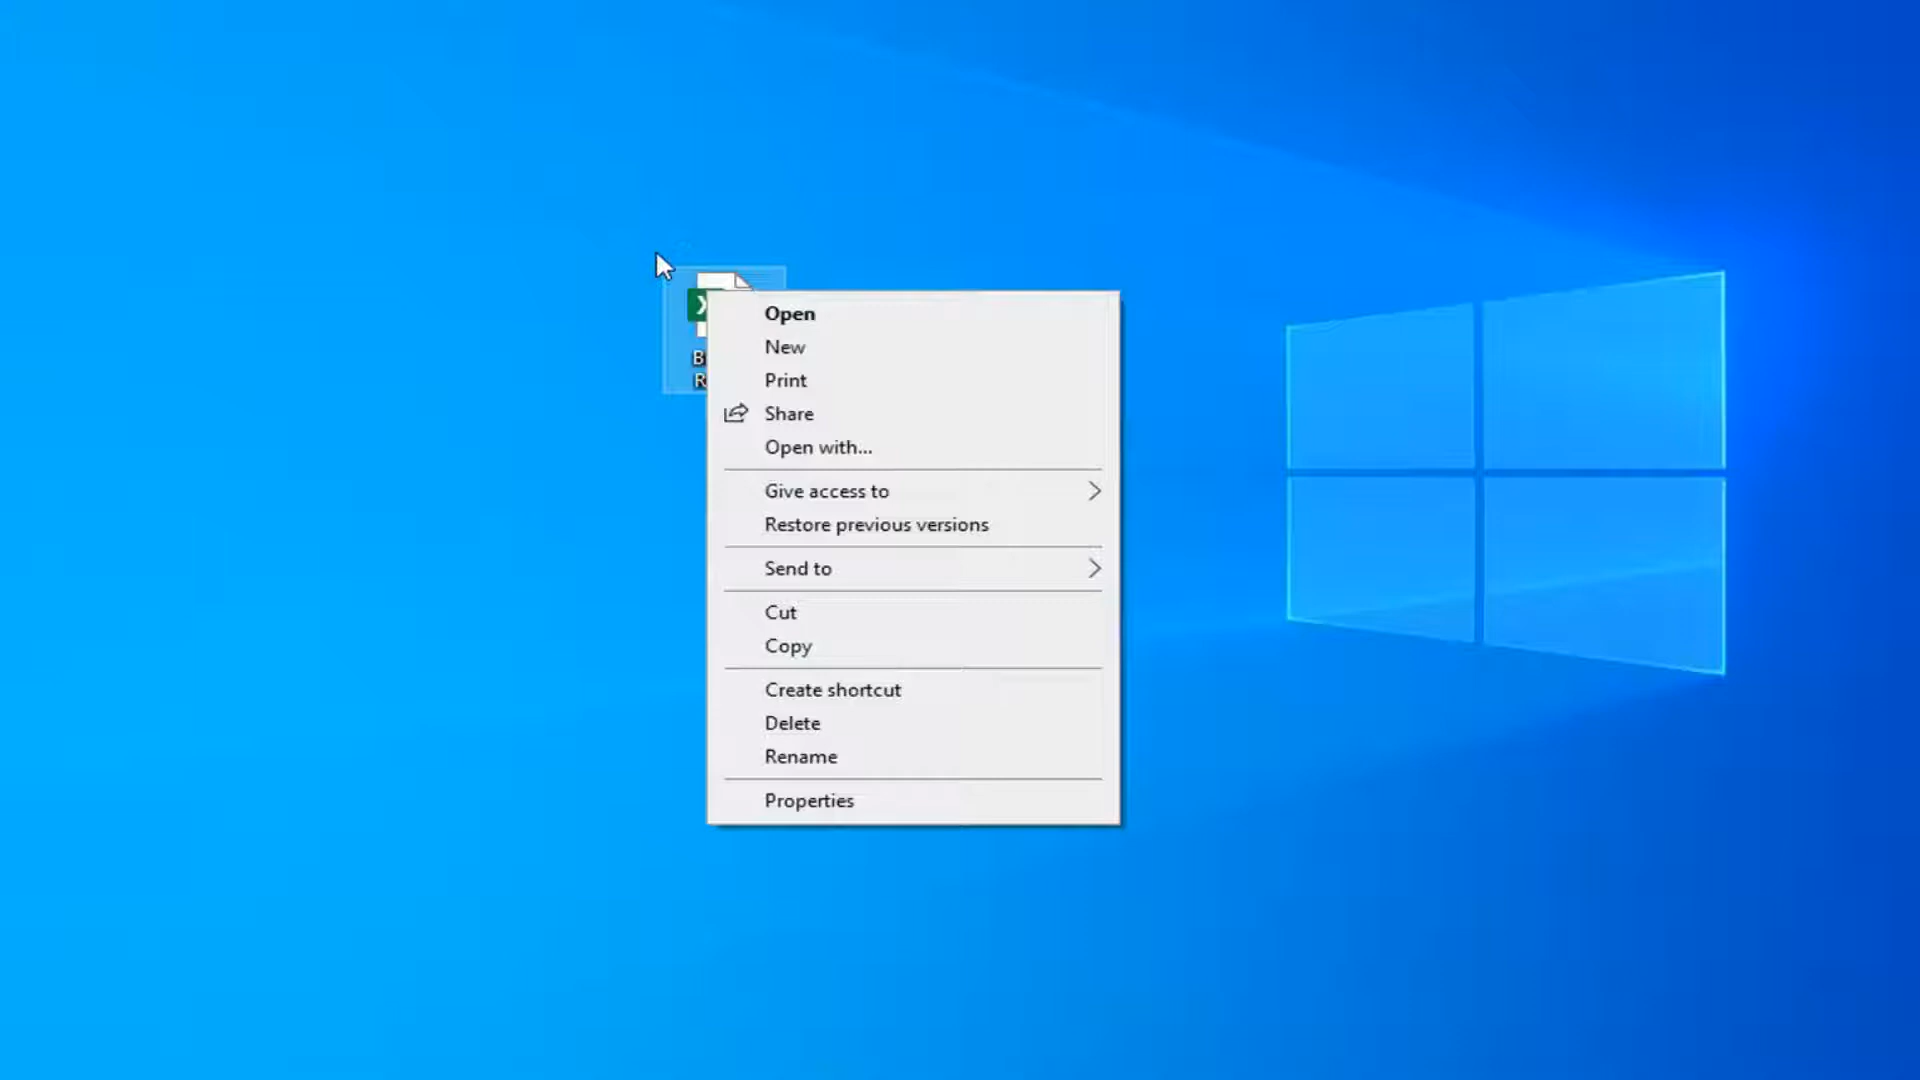 Open
New
Print
Share
Open with...
Give access to
Restore previous versions
Send to
Cut
Copy
Create shortcut
Delete
Rename
Properties